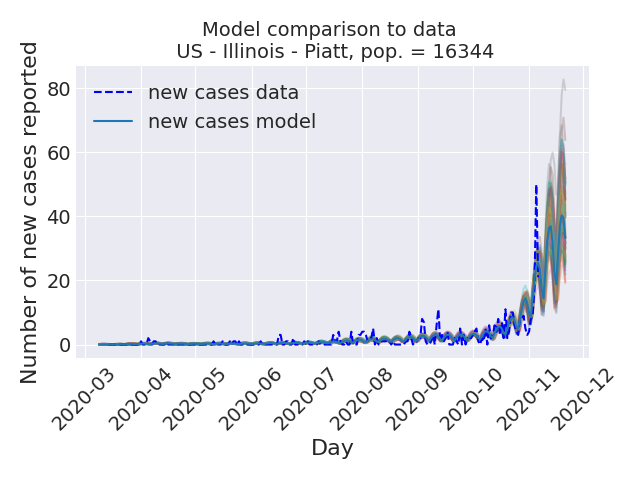 Model comparison to data
US - Illinois - Piatt, pop. = 16344
Number of new cases reported
80
60
40
20
0
new cases data
new cases model
2020-03
2020-04
2020-05
2020-06
2020-07
2020-08
2020-09
2020-10
2020-11
2020-12
Day